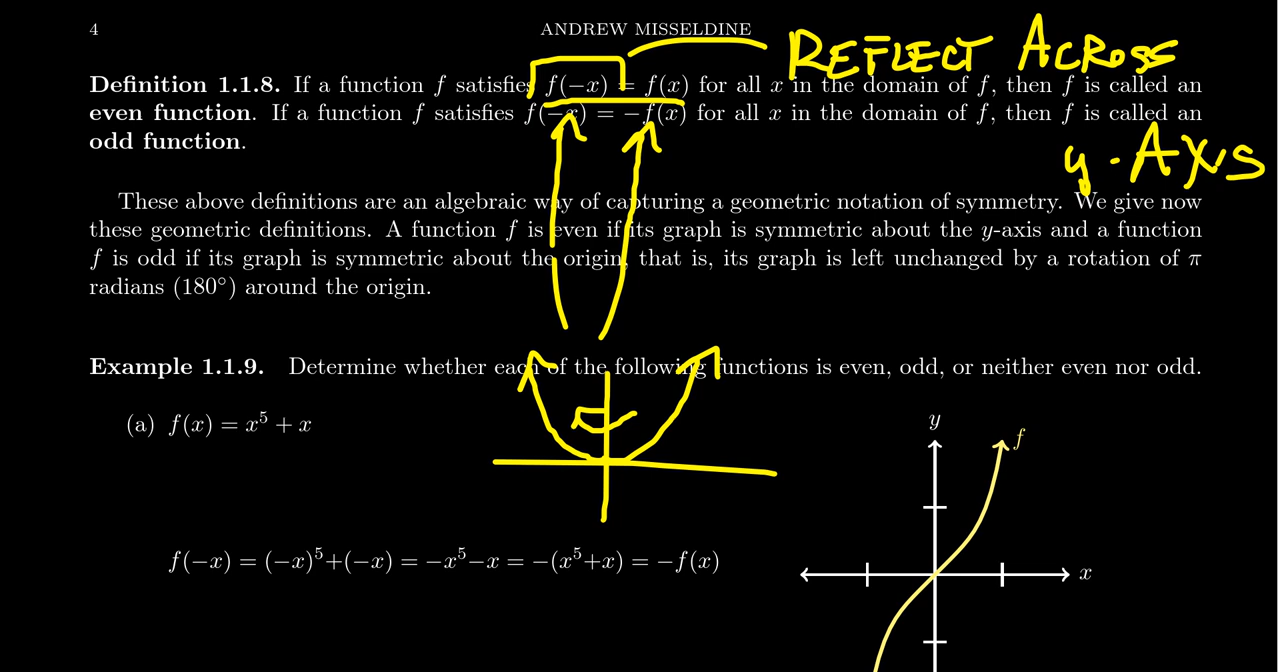 4
ANDREW MISSELDINE
REFLECT ACROSS
y-AXIS
Definition 1.1.8. If a function f satisfies f(−x) = f(x) for all x in the domain of f, then f is called an
even function. If a function f satisfies f(−x) = −f(x) for all x in the domain of f, then f is called an
odd function.
These above definitions are an algebraic way of capturing a geometric notation of symmetry. We give now
these geometric definitions. A function f is even if its graph is symmetric about the y-axis and a function
f is odd if its graph is symmetric about the origin, that is, its graph is left unchanged by a rotation of π
radians (180°) around the origin.
Example 1.1.9. Determine whether each of the following functions is even, odd, or neither even nor odd.
(a) f(x) = x⁵ + x
y
f
x
f(−x) = (−x)⁵+(−x) = −x⁵−x = −(x⁵+x) = −f(x)